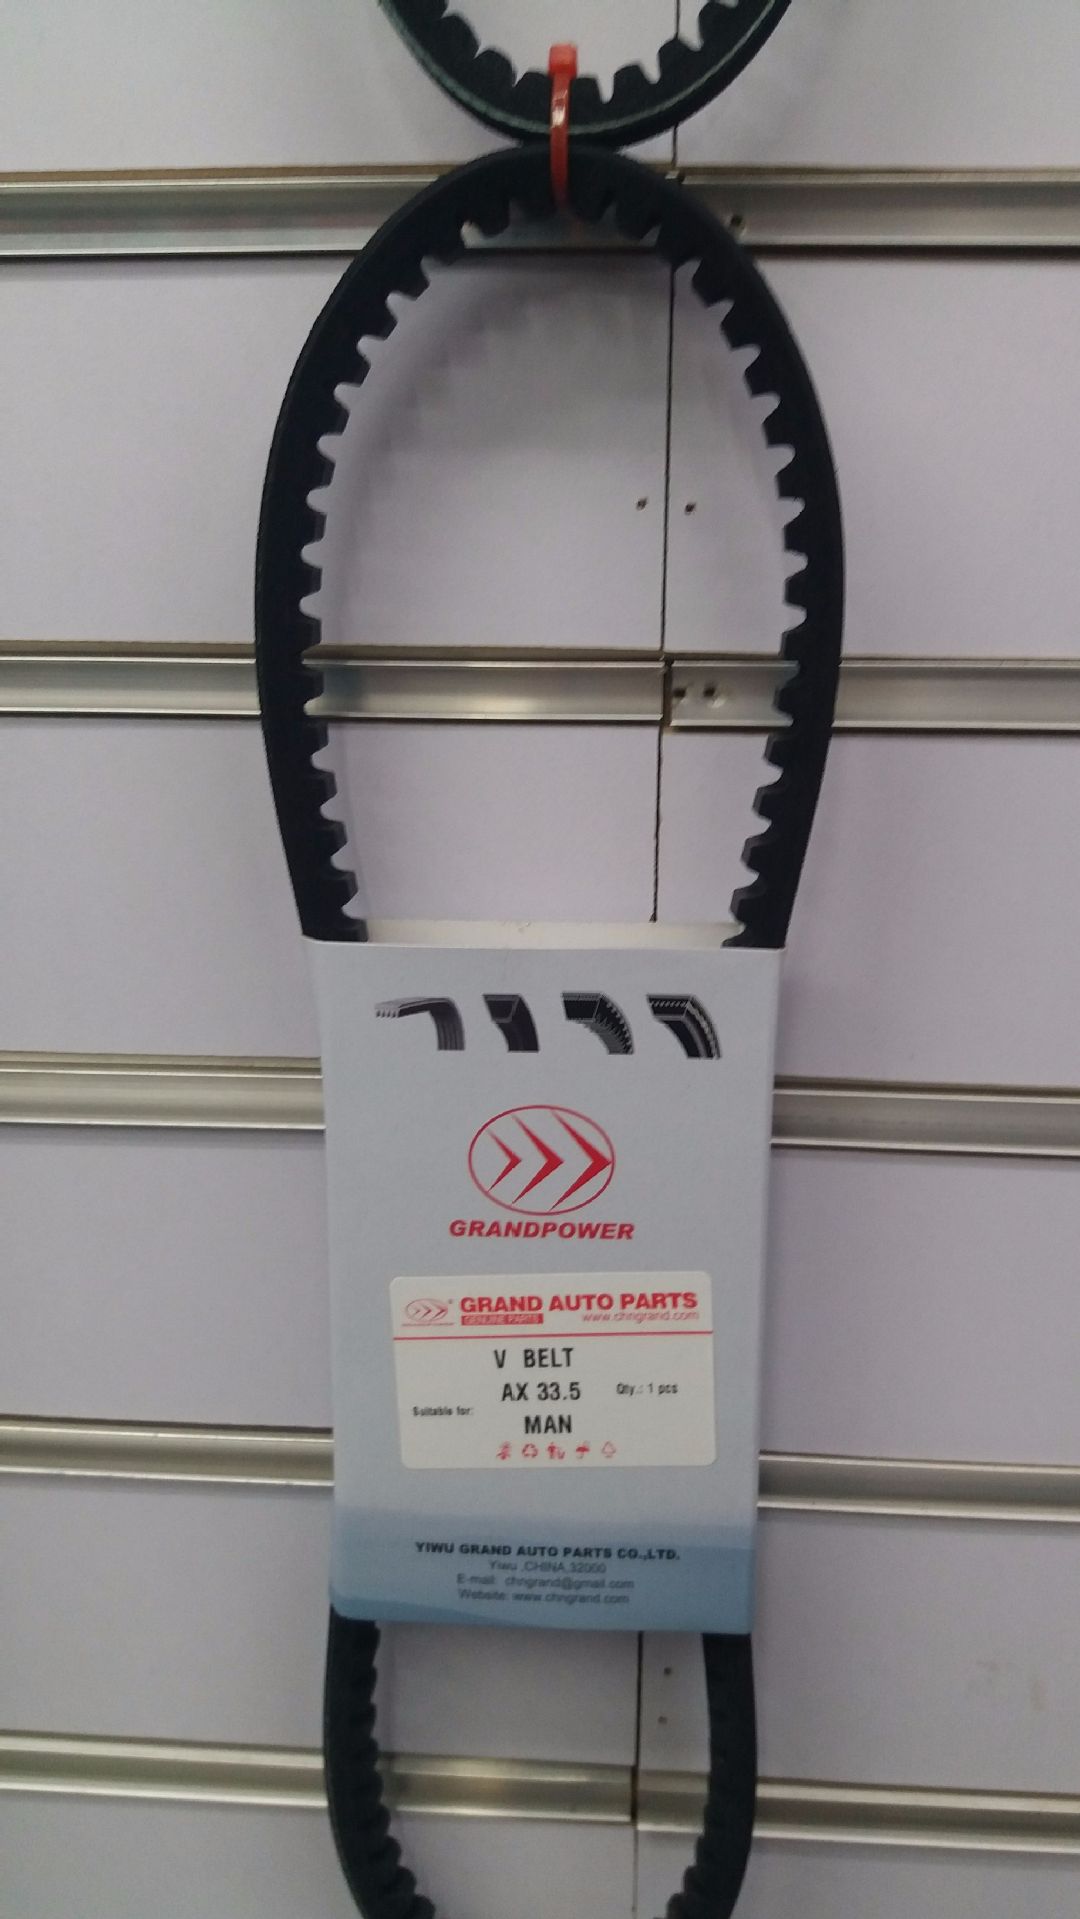 GRANDPOWER
GRAND AUTO PARTS
GENUINE PARTS www.chngrand.com
V BELT
AX 33.5 Qty.: 1 pcs
Suitable for:
MAN
YIWU GRAND AUTO PARTS CO.,LTD.
Yiwu ,CHINA,32000
E-mail: chngrand@gmail.com
Website: www.chngrand.com